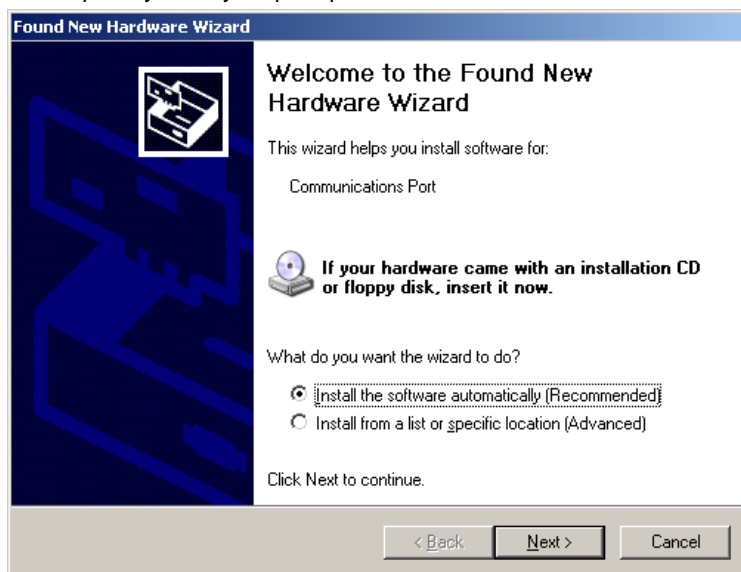 Found New Hardware Wizard
Welcome to the Found New
Hardware Wizard
This wizard helps you install software for:
Communications Port
If your hardware came with an installation CD
or floppy disk, insert it now.
What do you want the wizard to do?
Install the software automatically (Recommended)
Install from a list or specific location (Advanced)
Click Next to continue.
< Back
Next >
Cancel